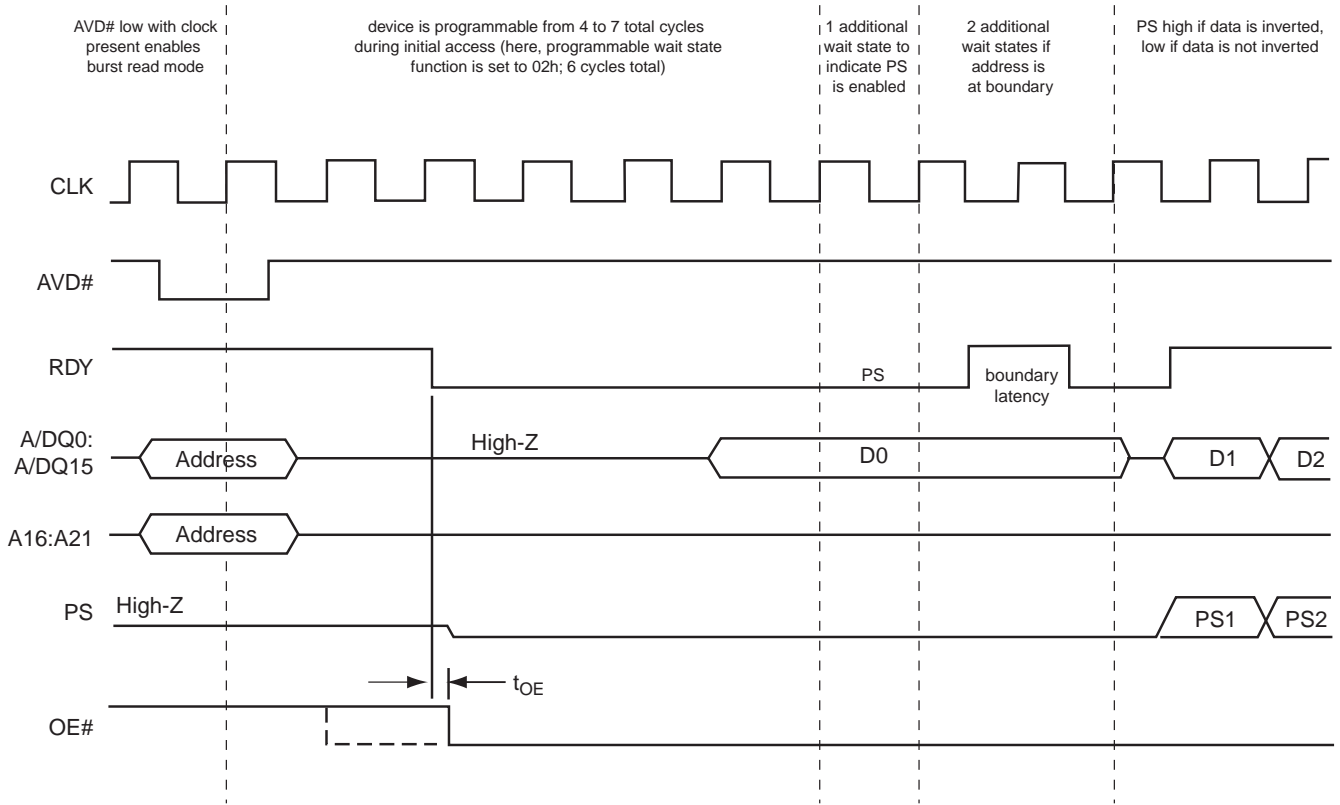 AVD# low with clock
present enables
burst read mode
device is programmable from 4 to 7 total cycles
during initial access (here, programmable wait state
function is set to 02h; 6 cycles total)
1 additional
wait state to
indicate PS
is enabled
2 additional
wait states if
address is
at boundary
PS high if data is inverted,
low if data is not inverted
CLK
AVD#
RDY
PS
boundary
latency
A/DQ0:
A/DQ15
Address
High-Z
D0
D1
D2
A16:A21
Address
PS
High-Z
PS1
PS2
tOE
OE#